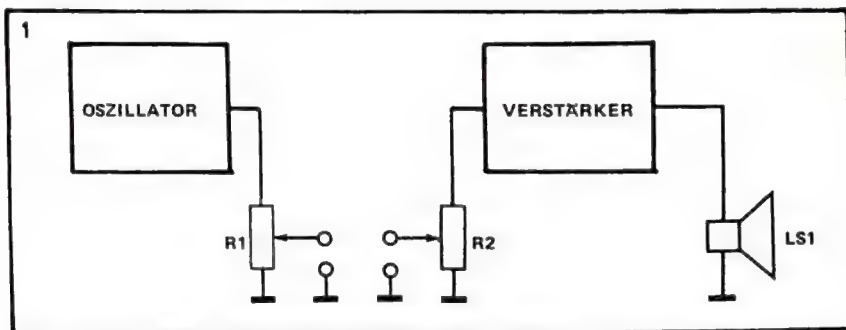 1
OSZILLATOR
VERSTÄRKER
R1
R2
LS1